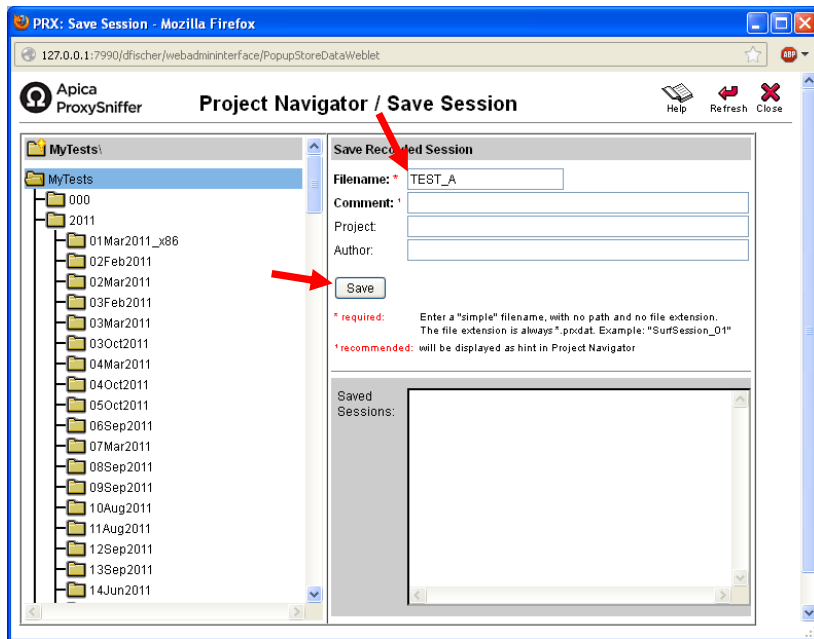 PRX: Save Session - Mozilla Firefox
127.0.0.1:7990/dfischer/webadmininterface/PopupStoreDataWeblet
ABP
Apica
ProxySniffer
Project Navigator / Save Session
Help
Refresh
Close
MyTests\
MyTests
000
2011
01Mar2011_x86
02Feb2011
02Mar2011
03Feb2011
03Mar2011
03Oct2011
04Mar2011
04Oct2011
05Oct2011
06Sep2011
07Mar2011
08Sep2011
09Sep2011
10Aug2011
11Aug2011
12Sep2011
13Sep2011
14Jun2011
Save Recorded Session
Filename: * TEST_A
Comment: ¹
Project:
Author:
Save
* required: Enter a "simple" filename, with no path and no file extension.
The file extension is always *.prxdat. Example: "SurfSession_01"
¹ recommended: will be displayed as hint in Project Navigator
Saved
Sessions: